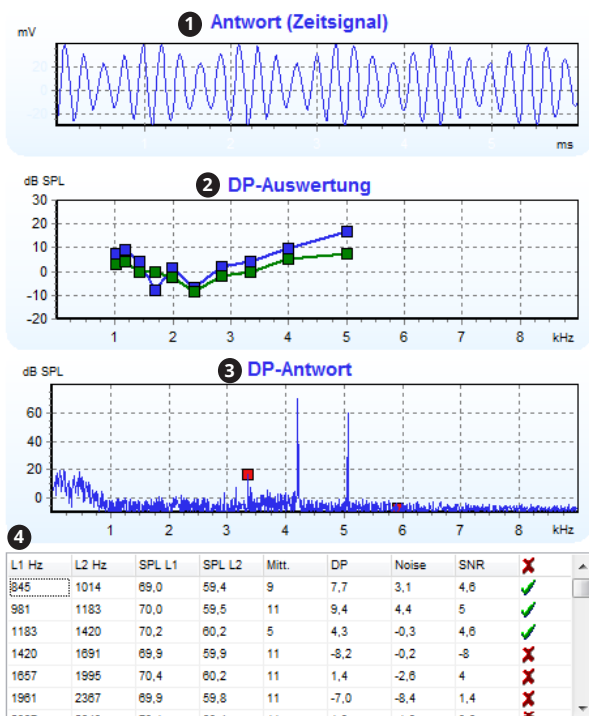 1 Antwort (Zeitsignal)
mV
20
-20
1 2 3 4 5
ms
dB SPL
2 DP-Auswertung
30
20
10
0
-10
-20
1 2 3 4 5 6 7 8 kHz
dB SPL
3 DP-Antwort
60
40
20
0
1 2 3 4 5 6 7 8 kHz
4
L1 Hz L2 Hz SPL L1 SPL L2 Mitt. DP Noise SNR
845 1014 69,0 59,4 9 7,7 3,1 4,6
981 1183 70,0 59,5 11 9,4 4,4 5
1183 1420 70,2 60,2 5 4,3 -0,3 4,6
1420 1691 69,9 59,9 11 -8,2 -0,2 -8
1657 1995 70,4 60,2 11 1,4 -2,6 4
1961 2367 69,9 59,8 11 -7,0 -8,4 1,4